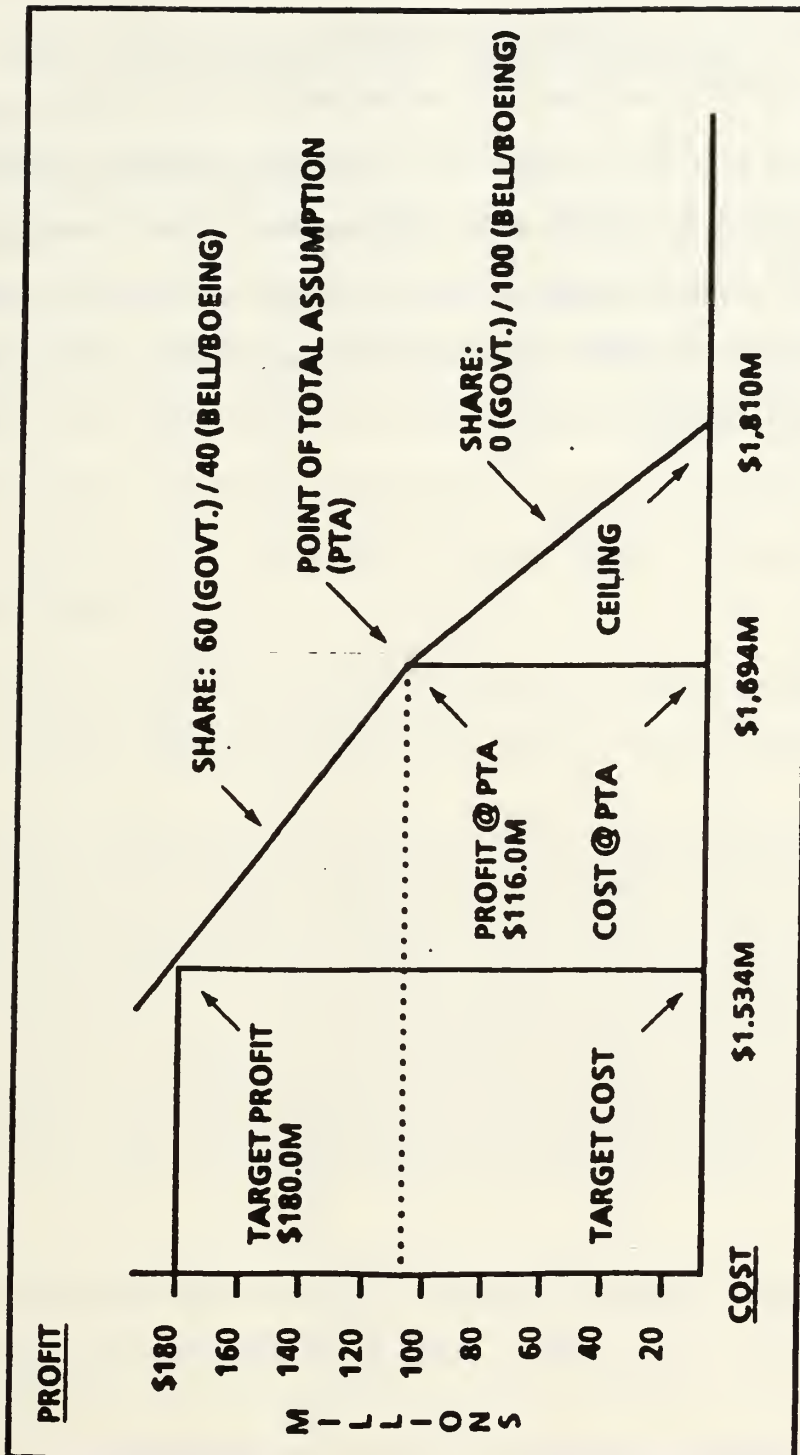 PROFIT
M
I
L
L
I
O
N
S
$180
160
140
120
100
80
60
40
20
SHARE: 60 (GOVT.) / 40 (BELL/BOEING)
POINT OF TOTAL ASSUMPTION
(PTA)
SHARE:
0 (GOVT.) / 100 (BELL/BOEING)
TARGET PROFIT
$180.0M
PROFIT @ PTA
$116.0M
TARGET COST
COST @ PTA
CEILING
COST
$1.534M
$1,694M
$1,810M